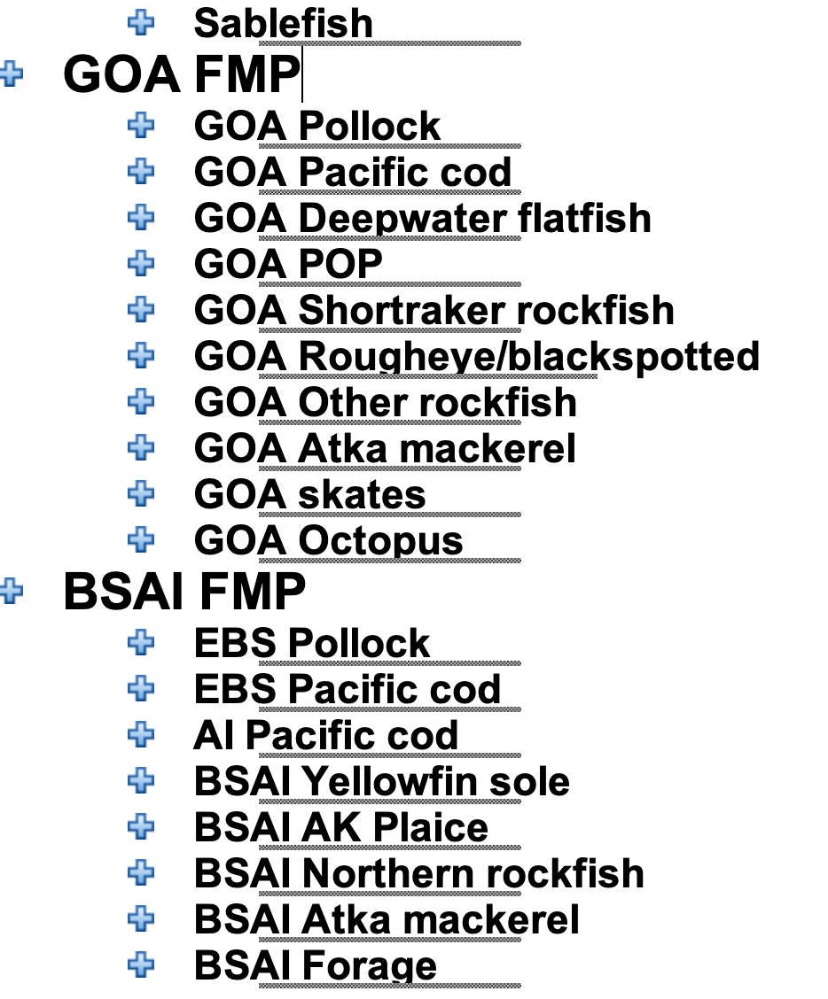 Sablefish
GOA FMP
GOA Pollock
GOA Pacific cod
GOA Deepwater flatfish
GOA POP
GOA Shortraker rockfish
GOA Rougheye/blackspotted
GOA Other rockfish
GOA Atka mackerel
GOA skates
GOA Octopus
BSAI FMP
EBS Pollock
EBS Pacific cod
AI Pacific cod
BSAI Yellowfin sole
BSAI AK Plaice
BSAI Northern rockfish
BSAI Atka mackerel
BSAI Forage